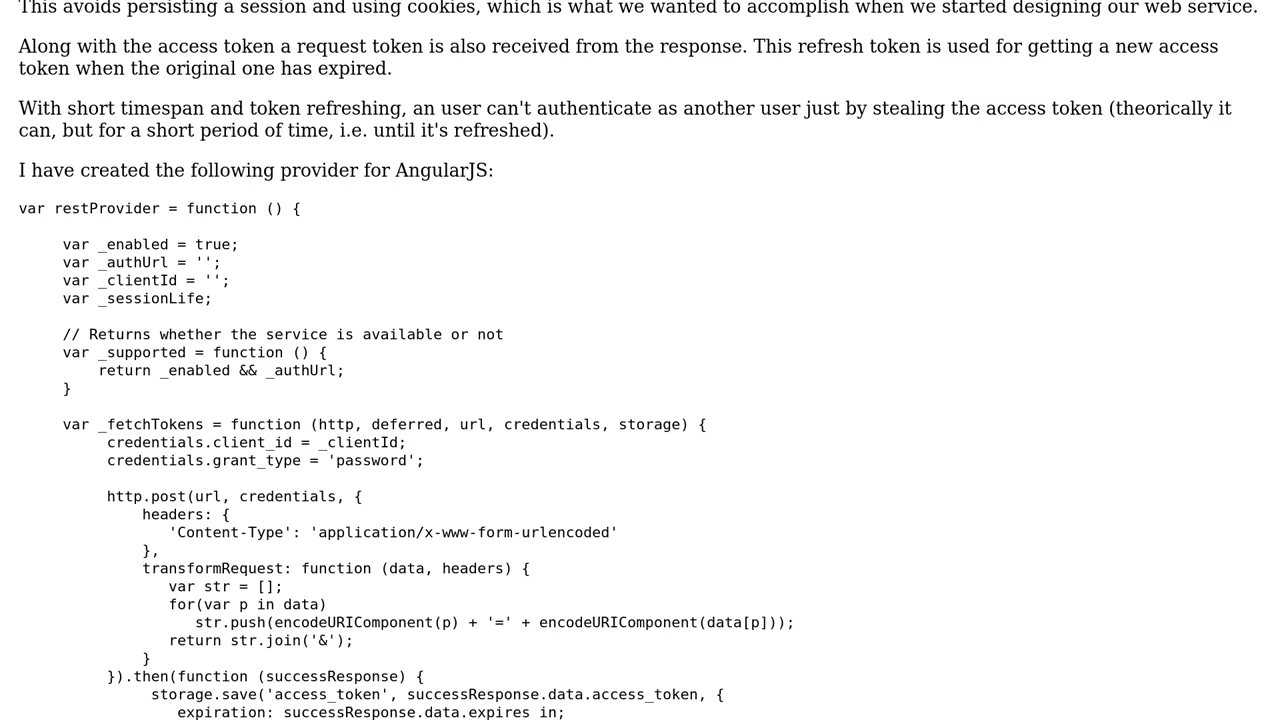 This avoids persisting a session and using cookies, which is what we wanted to accomplish when we started designing our web service.
Along with the access token a request token is also received from the response. This refresh token is used for getting a new access
token when the original one has expired.
With short timespan and token refreshing, an user can't authenticate as another user just by stealing the access token (theorically it
can, but for a short period of time, i.e. until it's refreshed).
I have created the following provider for AngularJS:
var restProvider = function () {
var _enabled = true;
var _authUrl = '';
var _clientId = '';
var _sessionLife;
// Returns whether the service is available or not
var _supported = function () {
return _enabled && _authUrl;
}
var _fetchTokens = function (http, deferred, url, credentials, storage) {
credentials.client_id = _clientId;
credentials.grant_type = 'password';
http.post(url, credentials, {
headers: {
'Content-Type': 'application/x-www-form-urlencoded'
},
transformRequest: function (data, headers) {
var str = [];
for(var p in data)
str.push(encodeURIComponent(p) + '=' + encodeURIComponent(data[p]));
return str.join('&');
}
}).then(function (successResponse) {
storage.save('access_token', successResponse.data.access_token, {
expiration: successResponse.data.expires_in;